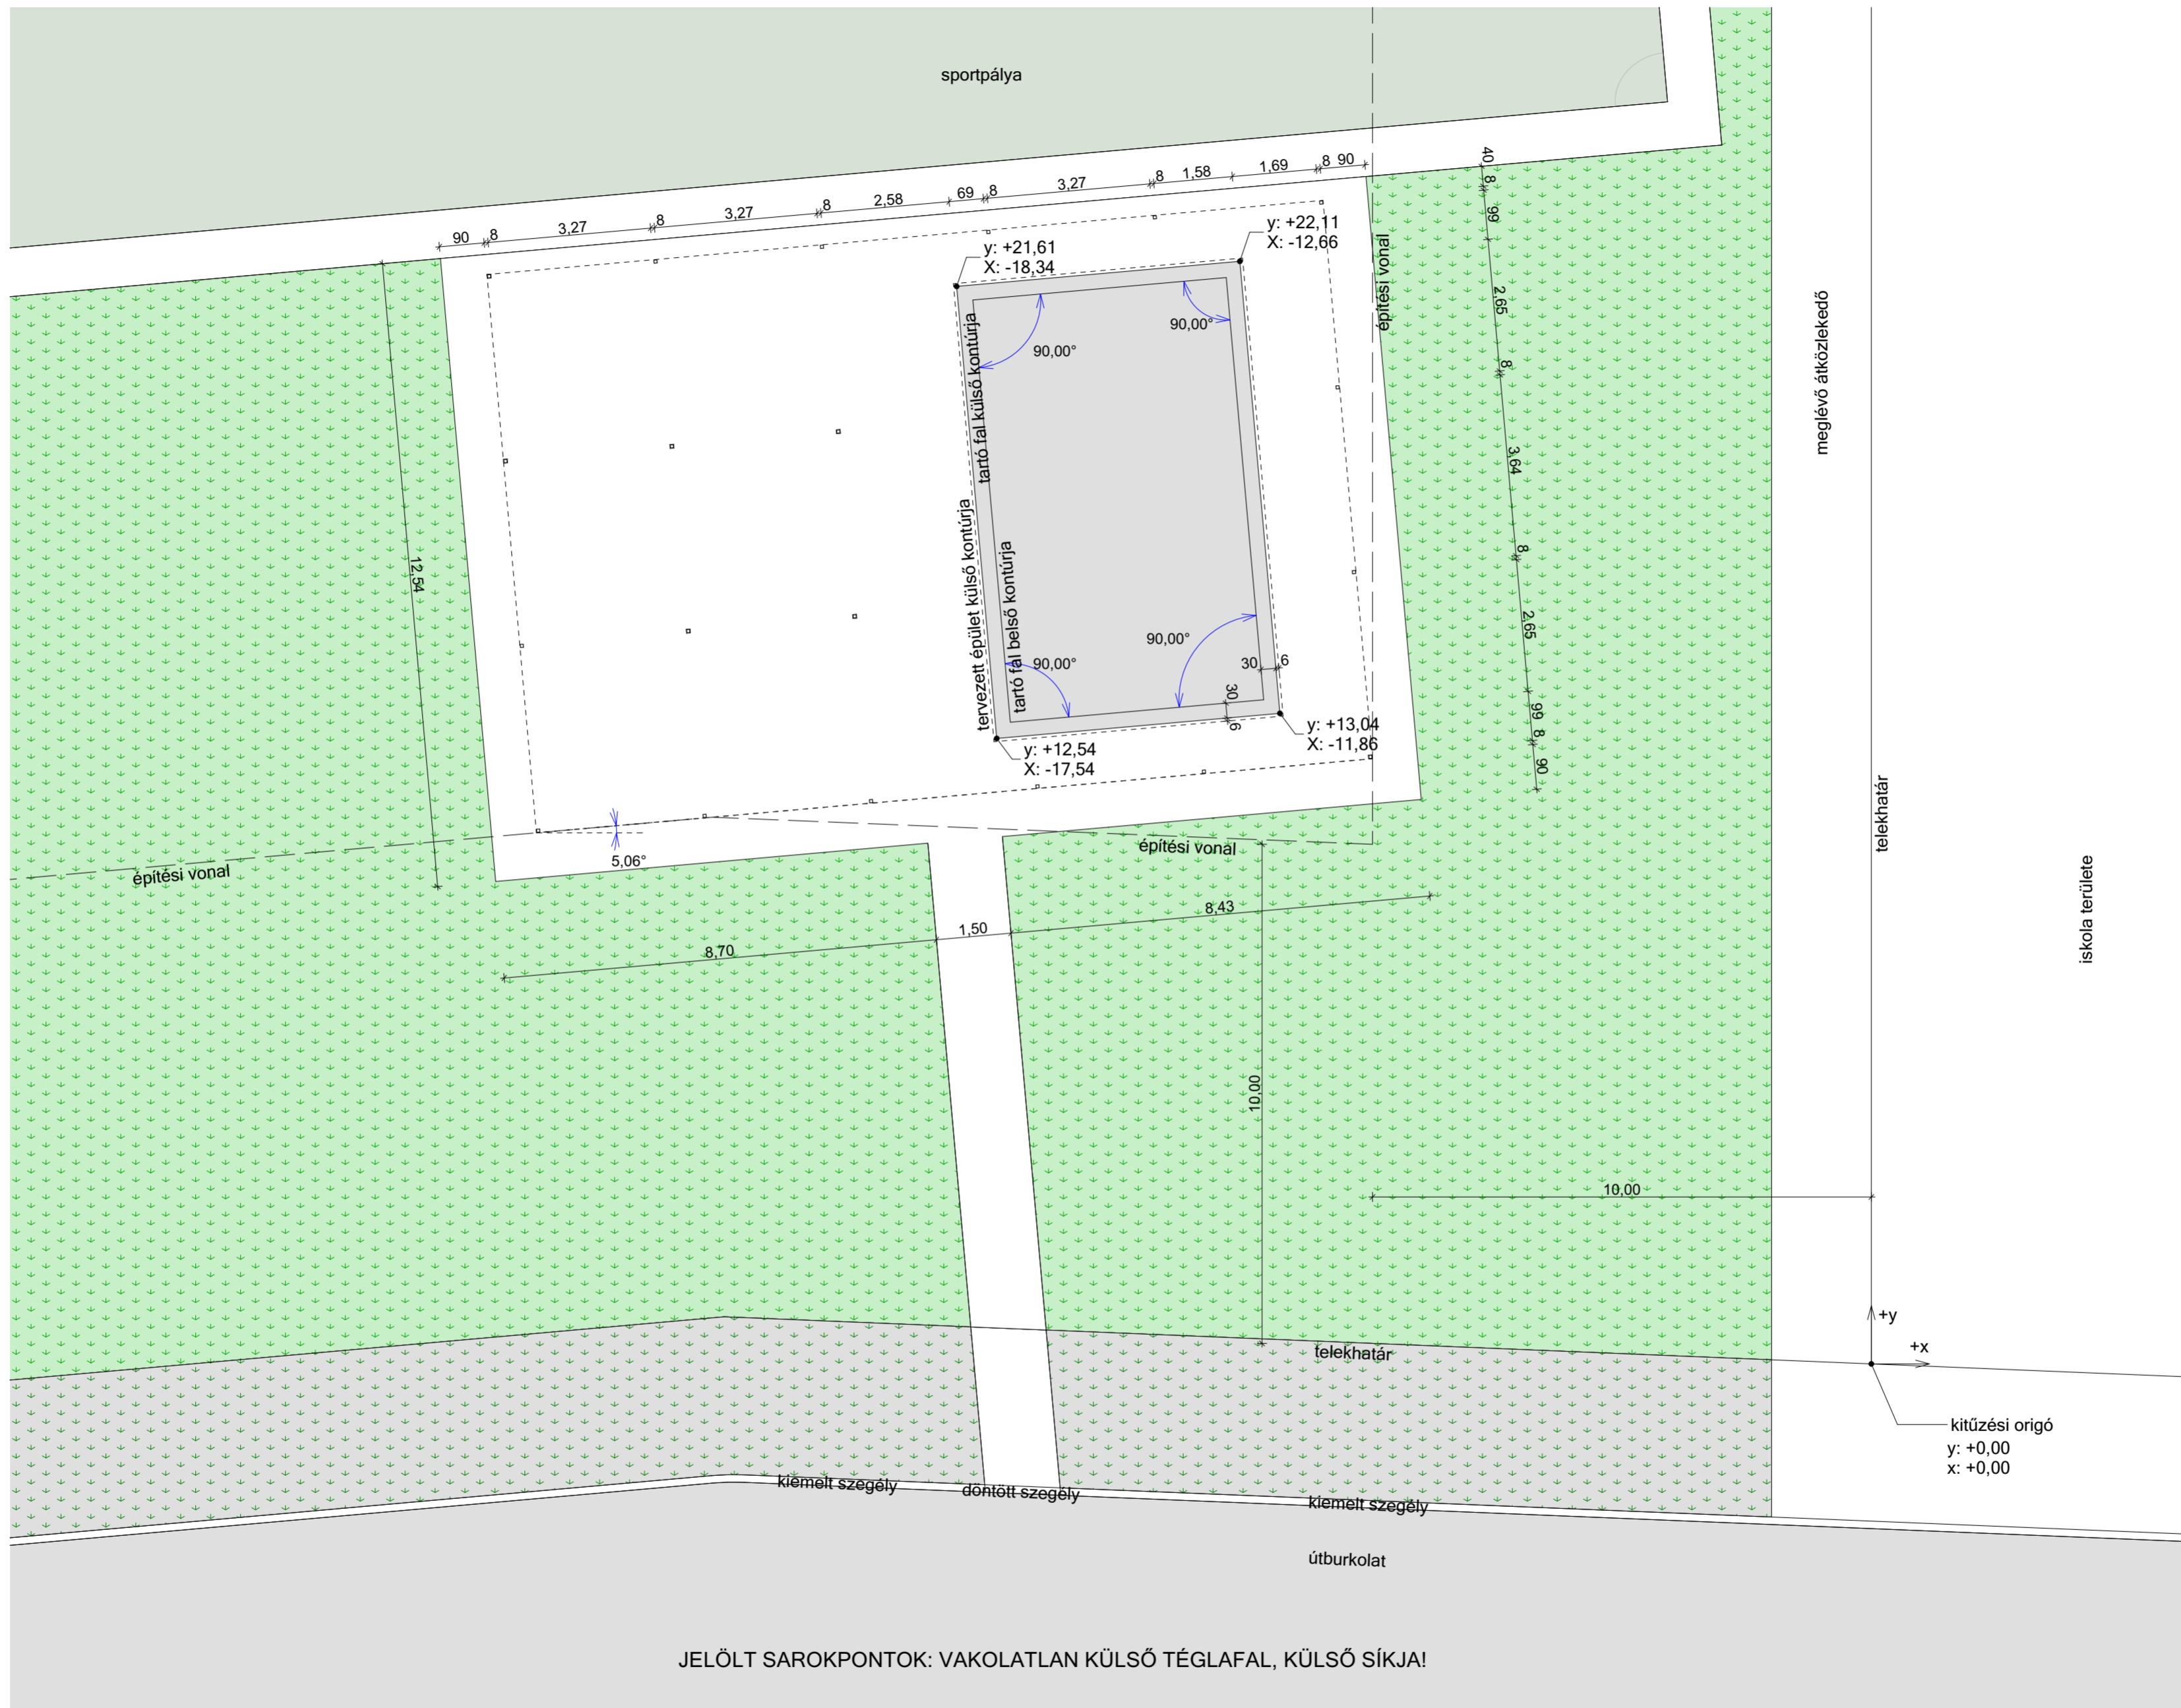 sportpálya
90
8
3,27
8
3,27
8
2,58
69
8
3,27
8
1,58
1,69
8
90
40
8
99
2,65
8
3,64
8
2,65
99
8
90
y: +21,61
X: -18,34
y: +22,11
X: -12,66
építési vonal
meglévő átközlekedő
90,00°
90,00°
tartó fal külső kontúrja
tervezett épület külső kontúrja
tartó fal belső kontúrja
12,54
90,00°
90,00°
30
6
30
6
y: +12,54
X: -17,54
y: +13,04
X: -11,86
telekhatár
iskola területe
5,06°
építési vonal
építési vonal
8,70
1,50
8,43
10,00
10,00
+y
+x
telekhatár
kitűzési origó
y: +0,00
x: +0,00
kiemelt szegély
döntött szegély
kiemelt szegély
útburkolat
JELÖLT SAROKPONTOK: VAKOLATLAN KÜLSŐ TÉGLAFAL, KÜLSŐ SÍKJA!